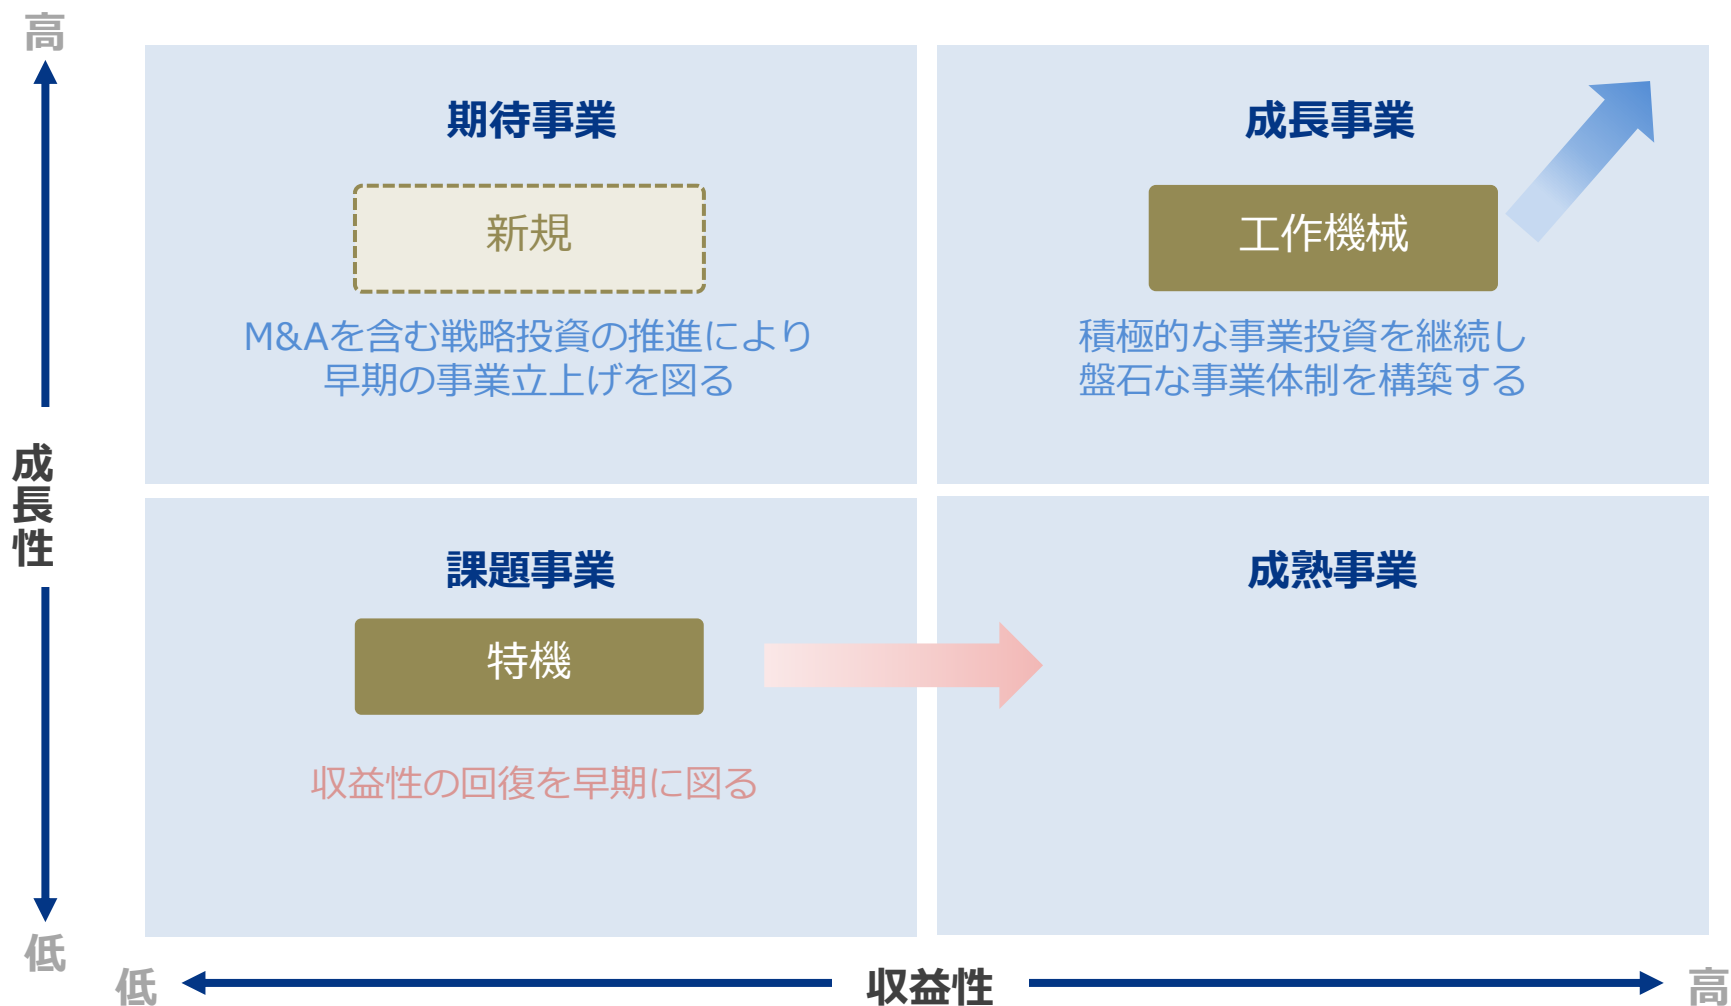 高
期待事業
新規
M&Aを含む戦略投資の推進により
早期の事業立上げを図る
成長事業
工作機械
積極的な事業投資を継続し
盤石な事業体制を構築する
成長性
課題事業
特機
収益性の回復を早期に図る
成熟事業
低
低
収益性
高